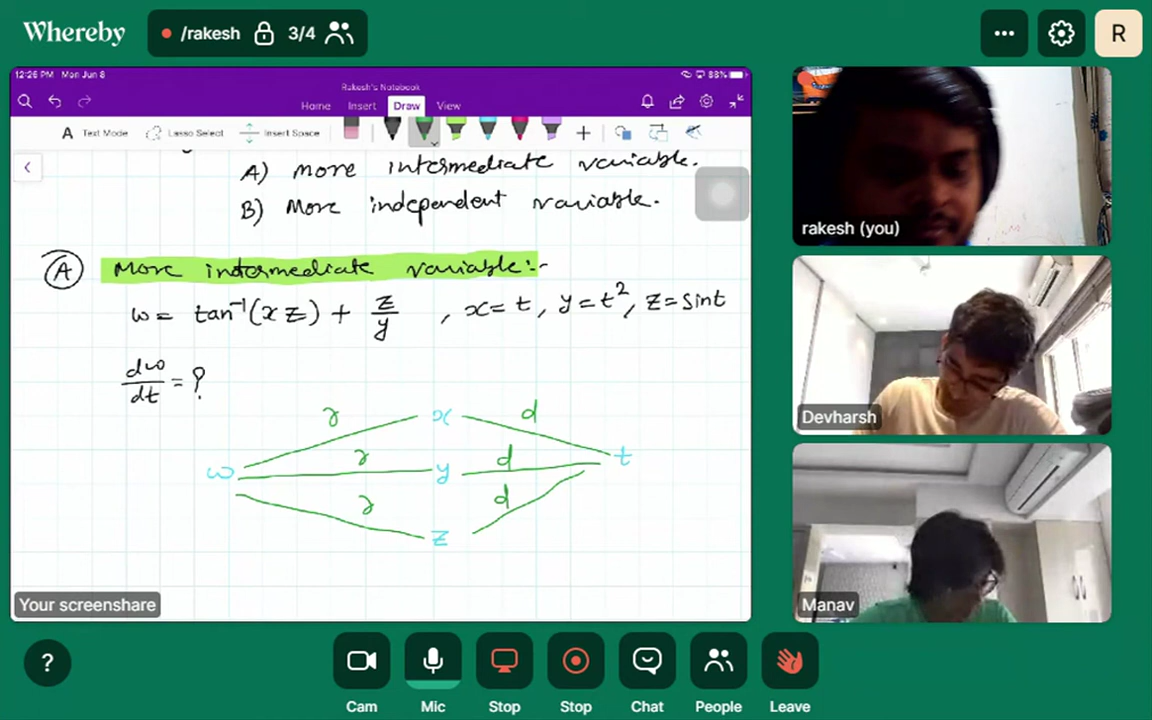 Whereby
/rakesh 3/4
R
12:26 PM Mon Jun 8
88%
Rakesh's Notebook
Home Insert Draw View
A Text Mode Lasso Select Insert Space
A) More intermediate variable.
B) More independent variable.
A More intermediate variable:-
ω = tan⁻¹(x z) + z/y , x = t, y = t², z = sint
dω/dt = ?
∂ x d
ω ∂ y d t
∂ z d
Your screenshare
rakesh (you)
Devharsh
Manav
?
Cam Mic Stop Stop Chat People Leave